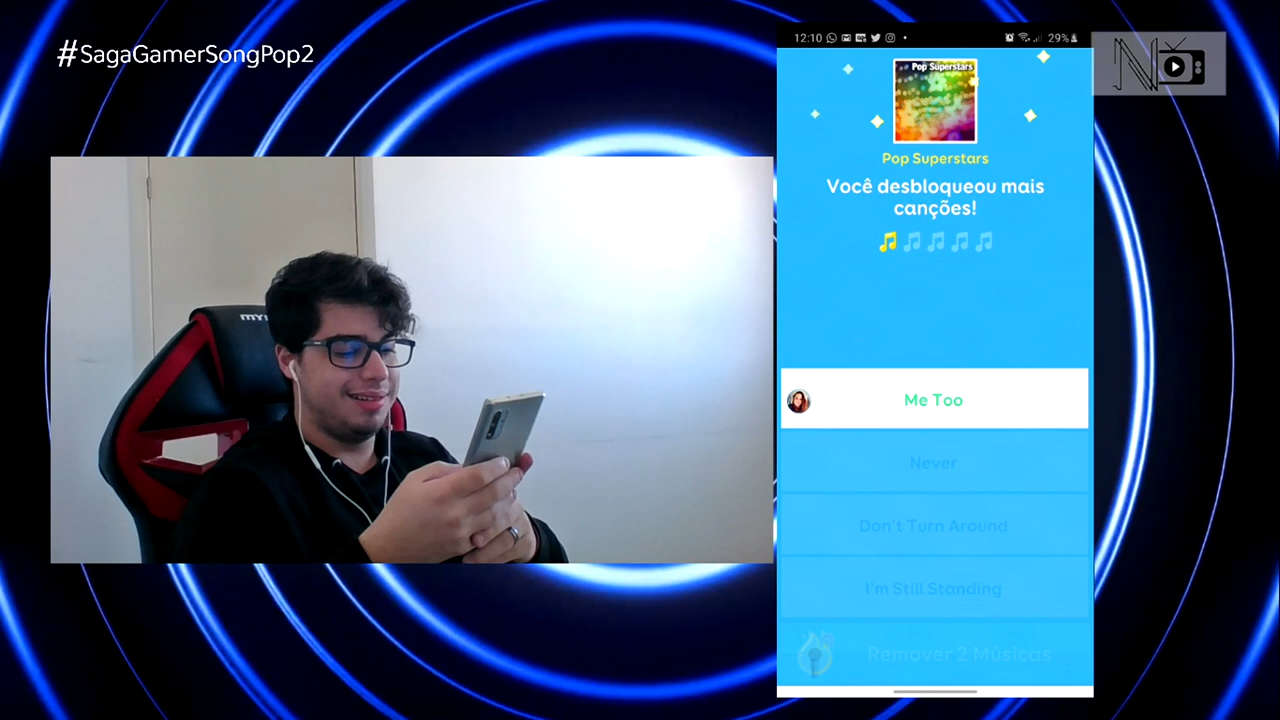 #SagaGamerSongPop2
12:10
29%
Pop Superstars
Pop Superstars
Você desbloqueou mais
canções!
Me Too
Never
Don't Turn Around
I'm Still Standing
Remover 2 Músicas